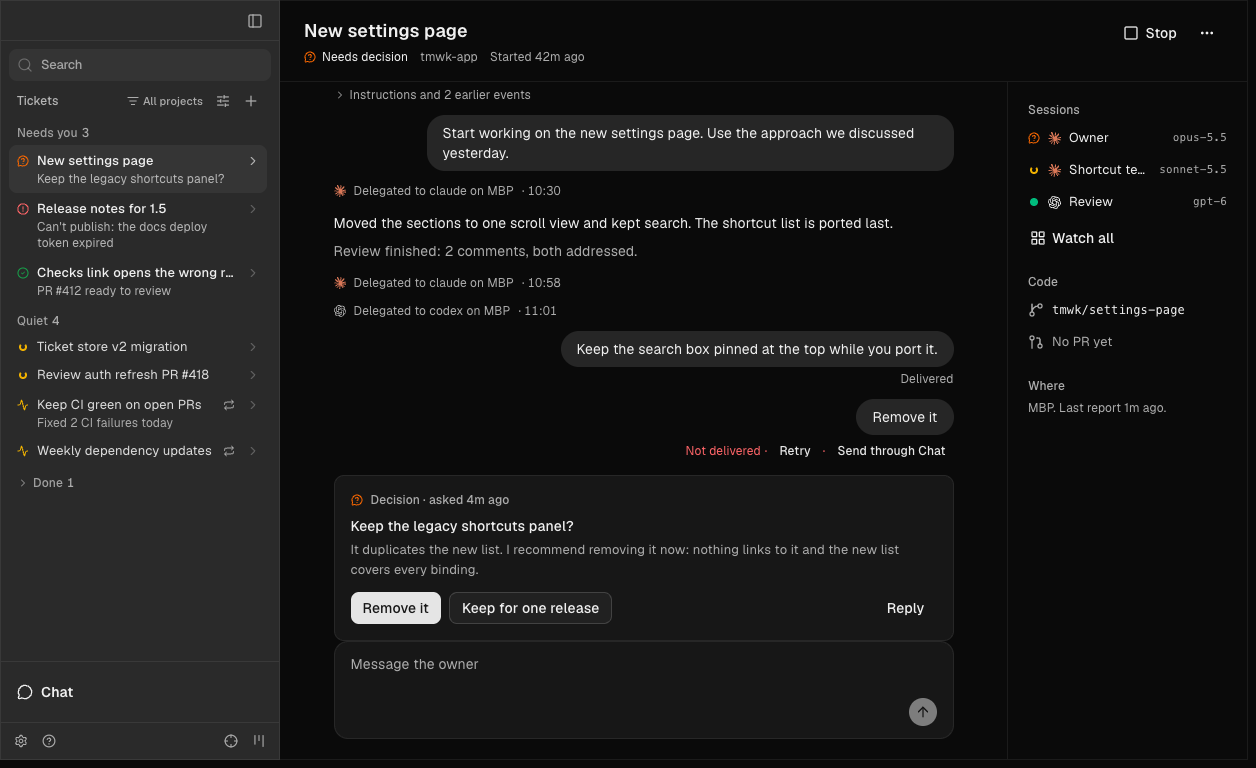 Search
Tickets
All projects
Needs you 3
New settings page
Keep the legacy shortcuts panel?
Release notes for 1.5
Can't publish: the docs deploy
token expired
Checks link opens the wrong r…
PR #412 ready to review
Quiet 4
Ticket store v2 migration
Review auth refresh PR #418
Keep CI green on open PRs
Fixed 2 CI failures today
Weekly dependency updates
Done 1
Chat
New settings page
Needs decision tmwk-app Started 42m ago
Stop
Instructions and 2 earlier events
Start working on the new settings page. Use the approach we discussed
yesterday.
Delegated to claude on MBP · 10:30
Moved the sections to one scroll view and kept search. The shortcut list is ported last.
Review finished: 2 comments, both addressed.
Delegated to claude on MBP · 10:58
Delegated to codex on MBP · 11:01
Keep the search box pinned at the top while you port it.
Delivered
Remove it
Not delivered · Retry · Send through Chat
Decision · asked 4m ago
Keep the legacy shortcuts panel?
It duplicates the new list. I recommend removing it now: nothing links to it and the new list
covers every binding.
Remove it
Keep for one release
Reply
Message the owner
Sessions
Owner opus-5.5
Shortcut te… sonnet-5.5
Review gpt-6
Watch all
Code
tmwk/settings-page
No PR yet
Where
MBP. Last report 1m ago.